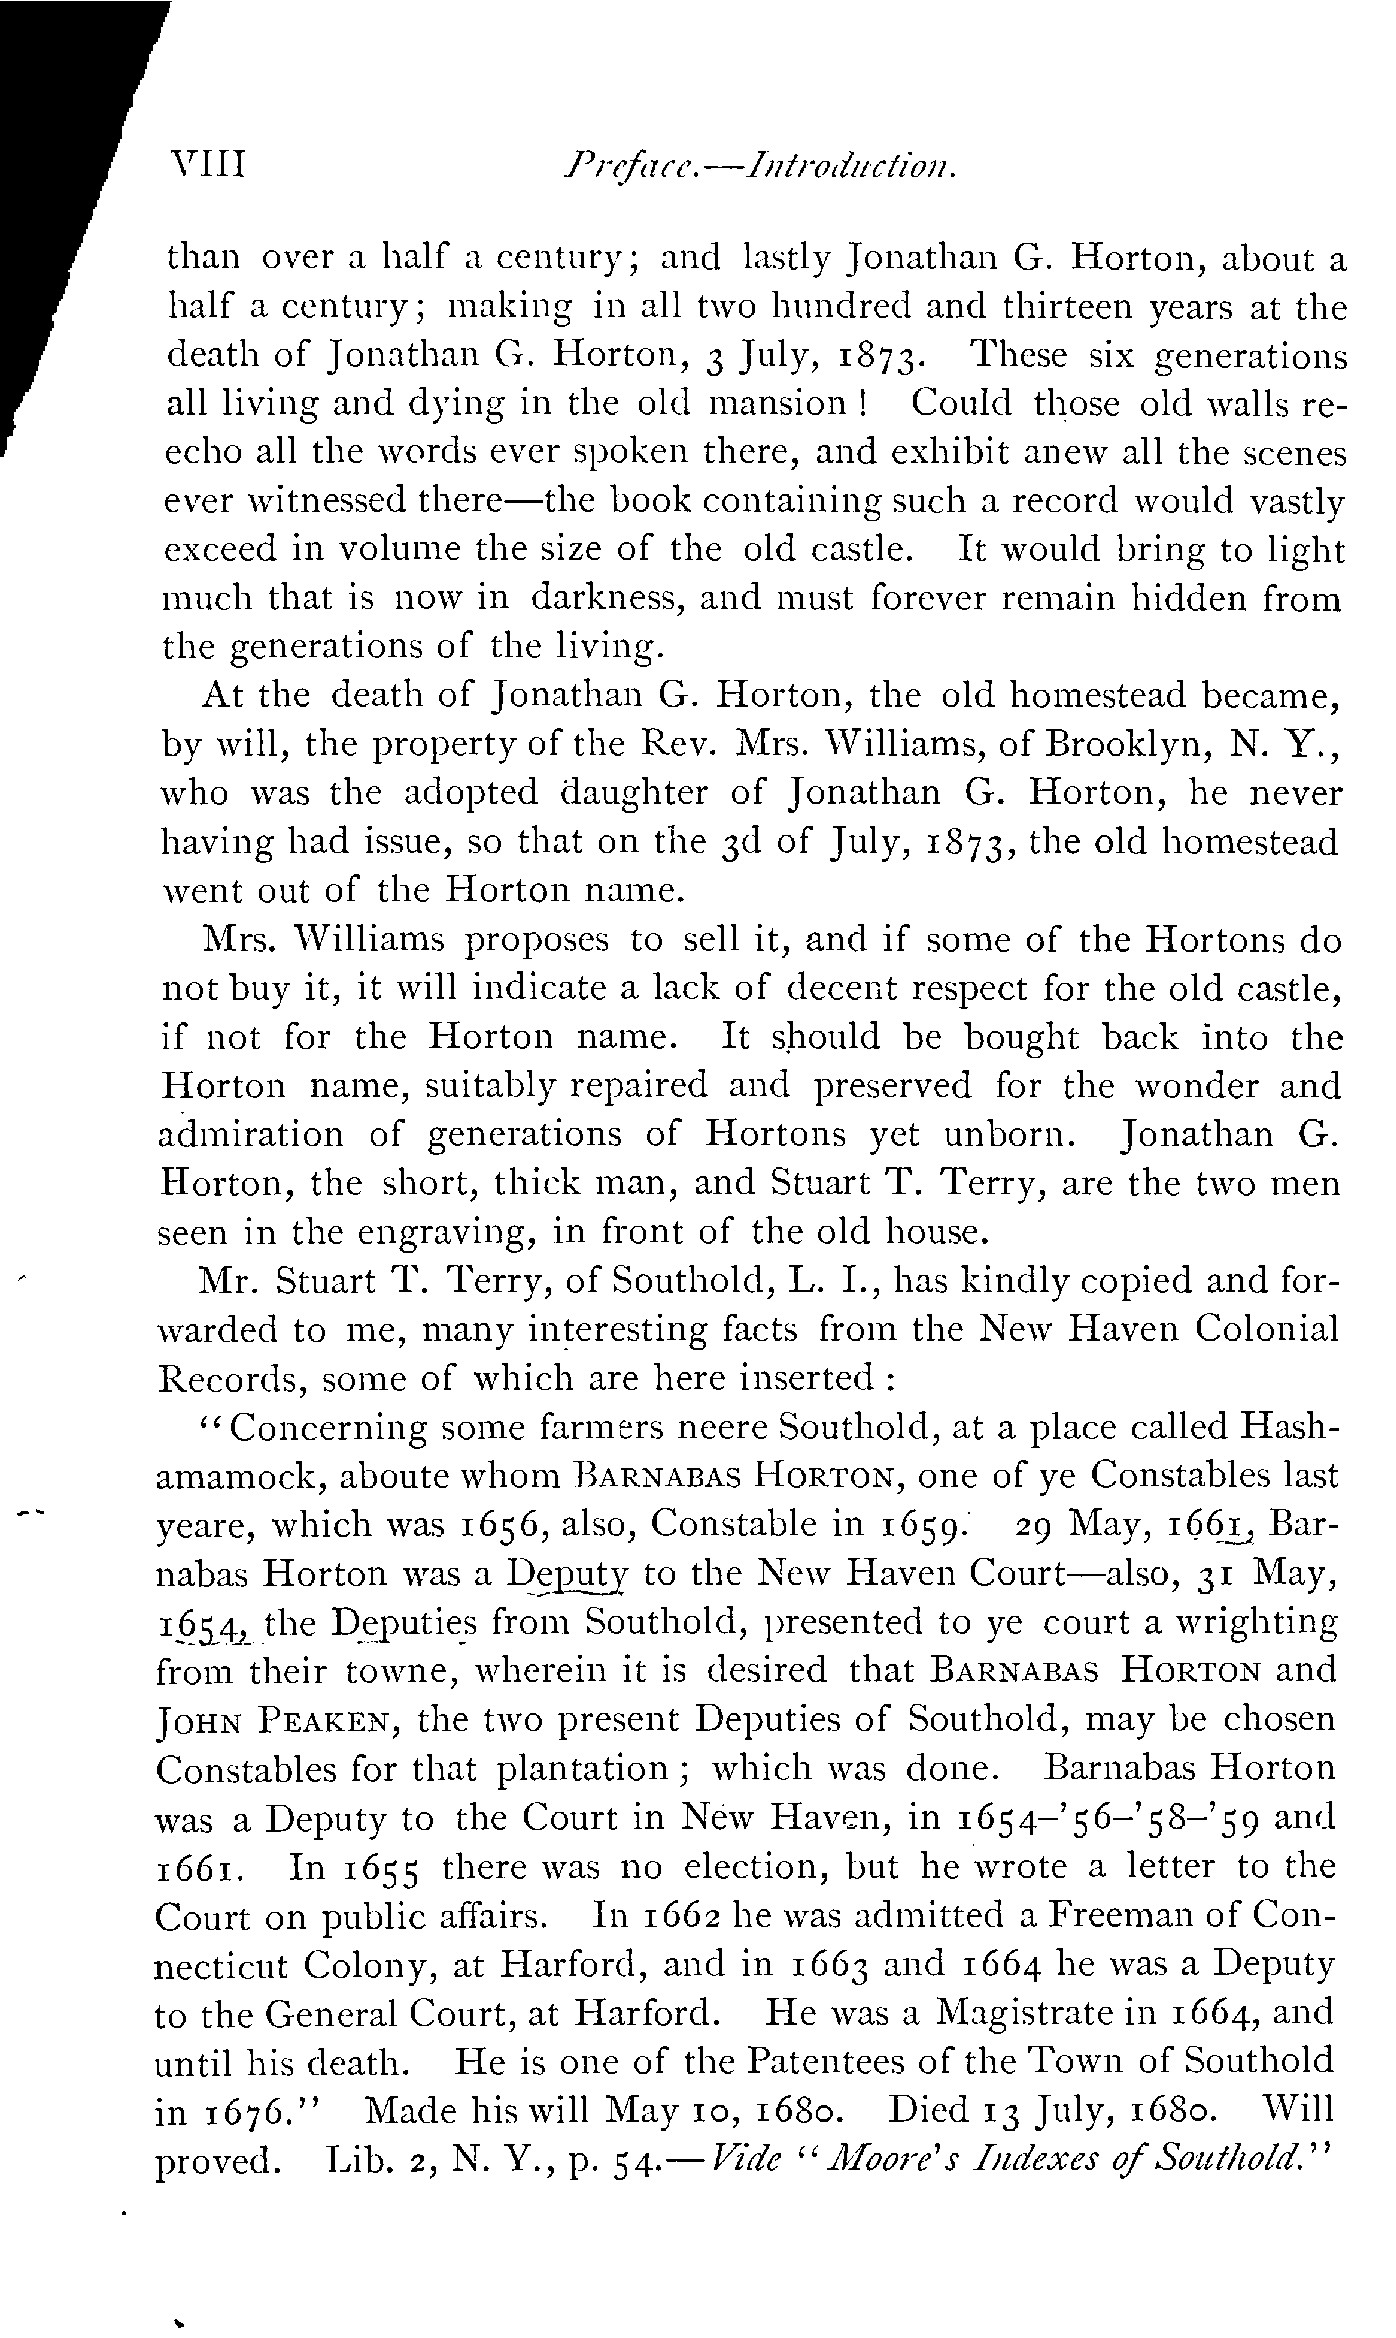 VIII Preface.—Introduction.
than over a half a century; and lastly Jonathan G. Horton, about a
half a century; making in all two hundred and thirteen years at the
death of Jonathan G. Horton, 3 July, 1873. These six generations
all living and dying in the old mansion! Could those old walls re-
echo all the words ever spoken there, and exhibit anew all the scenes
ever witnessed there—the book containing such a record would vastly
exceed in volume the size of the old castle. It would bring to light
much that is now in darkness, and must forever remain hidden from
the generations of the living.
At the death of Jonathan G. Horton, the old homestead became,
by will, the property of the Rev. Mrs. Williams, of Brooklyn, N. Y.,
who was the adopted daughter of Jonathan G. Horton, he never
having had issue, so that on the 3d of July, 1873, the old homestead
went out of the Horton name.
Mrs. Williams proposes to sell it, and if some of the Hortons do
not buy it, it will indicate a lack of decent respect for the old castle,
if not for the Horton name. It should be bought back into the
Horton name, suitably repaired and preserved for the wonder and
admiration of generations of Hortons yet unborn. Jonathan G.
Horton, the short, thick man, and Stuart T. Terry, are the two men
seen in the engraving, in front of the old house.
Mr. Stuart T. Terry, of Southold, L. I., has kindly copied and for-
warded to me, many interesting facts from the New Haven Colonial
Records, some of which are here inserted :
"Concerning some farmers neere Southold, at a place called Hash-
amamock, aboute whom BARNABAS HORTON, one of ye Constables last
yeare, which was 1656, also, Constable in 1659. 29 May, 1661, Bar-
nabas Horton was a Deputy to the New Haven Court—also, 31 May,
1654, the Deputies from Southold, presented to ye court a wrighting
from their towne, wherein it is desired that BARNABAS HORTON and
JOHN PEAKEN, the two present Deputies of Southold, may be chosen
Constables for that plantation; which was done. Barnabas Horton
was a Deputy to the Court in New Haven, in 1654–'56–'58–'59 and
1661. In 1655 there was no election, but he wrote a letter to the
Court on public affairs. In 1662 he was admitted a Freeman of Con-
necticut Colony, at Harford, and in 1663 and 1664 he was a Deputy
to the General Court, at Harford. He was a Magistrate in 1664, and
until his death. He is one of the Patentees of the Town of Southold
in 1676." Made his will May 10, 1680. Died 13 July, 1680. Will
proved. Lib. 2, N. Y., p. 54.—Vide "Moore's Indexes of Southold."